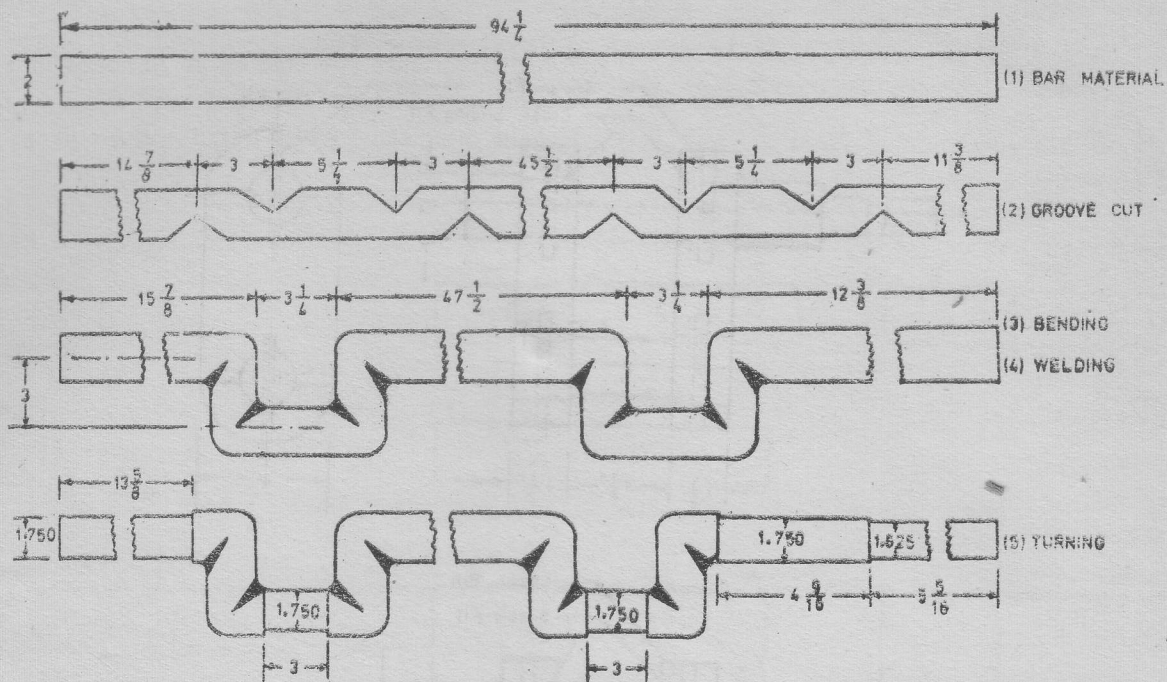 94 1/4
2
(1) BAR MATERIAL
14 7/8 3 5 1/4 3 45 1/2 3 5 1/4 3 11 3/8
(2) GROOVE CUT
15 7/8 3 1/4 47 1/2 3 1/4 12 3/8
(3) BENDING
(4) WELDING
3
13 5/8
1.750 1.750 1.625
(5) TURNING
1.750 1.750
4 9/16 5/16
3 3